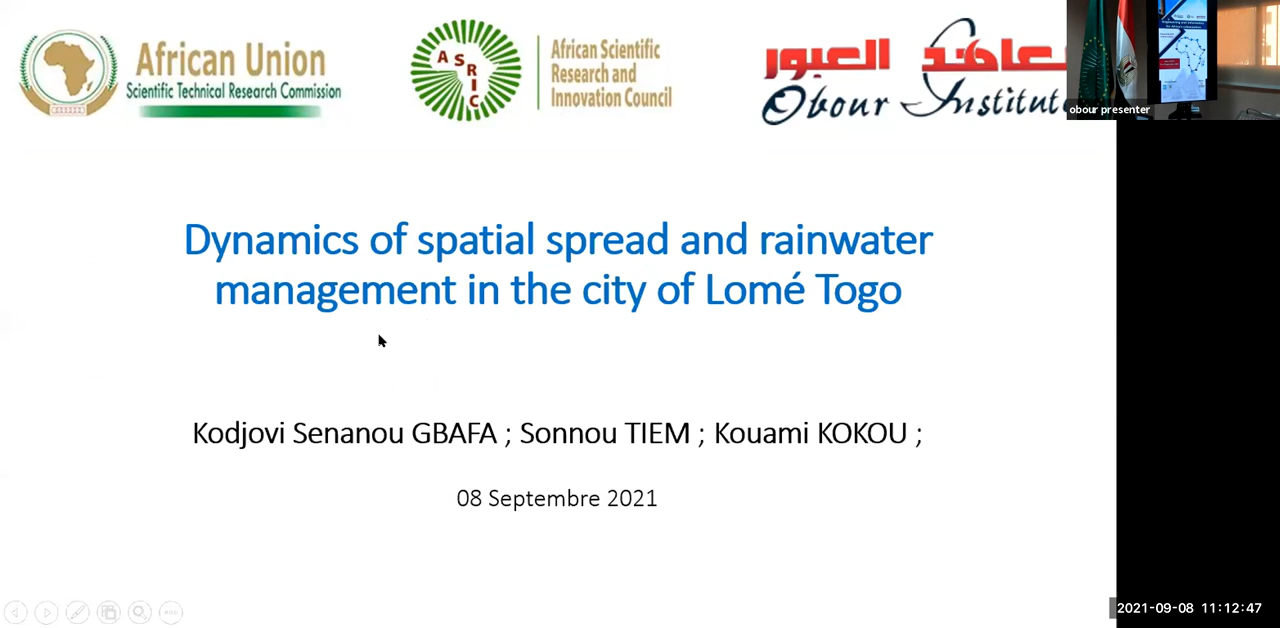 African Union
Scientific Technical Research Commission
ASRIC
African Scientific
Research and
Innovation Council
العبور
Obour
obour presenter
Dynamics of spatial spread and rainwater
management in the city of Lomé Togo
Kodjovi Senanou GBAFA ; Sonnou TIEM ; Kouami KOKOU ;
08 Septembre 2021
2021-09-08 11:12:47